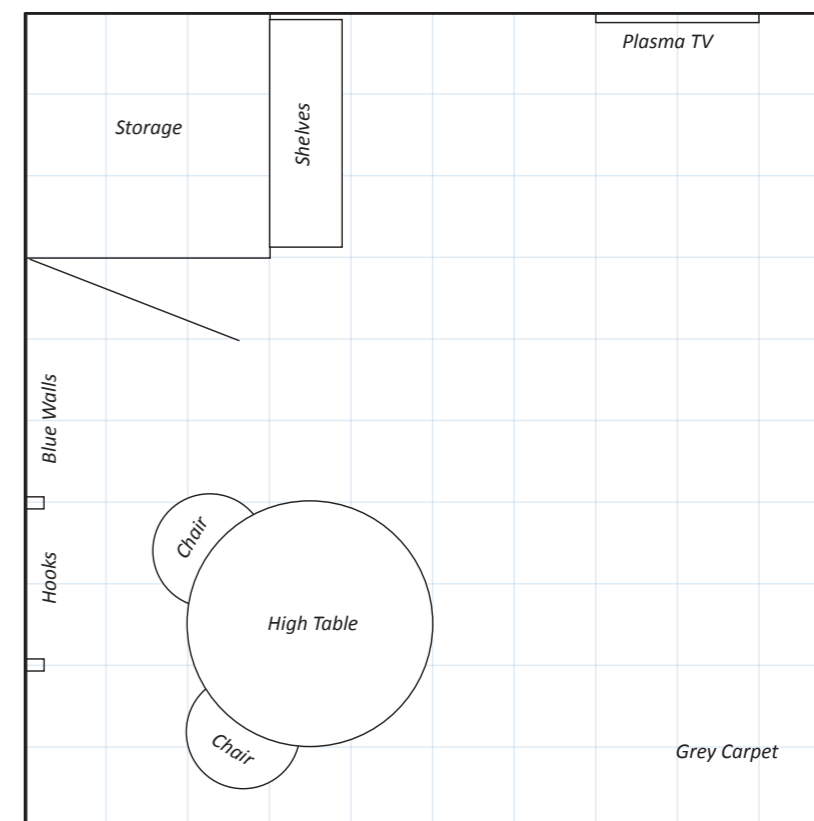 Plasma TV
Storage
Shelves
Blue Walls
Chair
Hooks
High Table
Chair
Grey Carpet